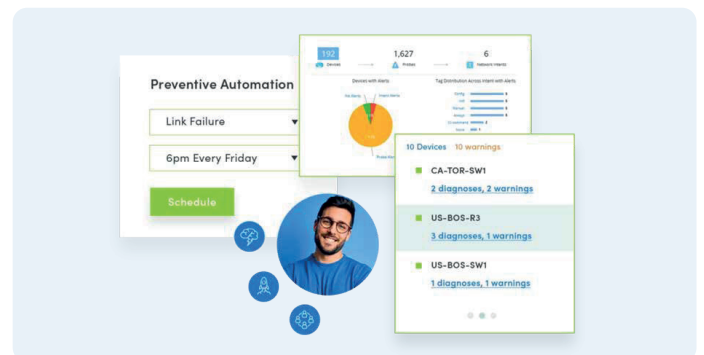 Preventive Automation
Link Failure
6pm Every Friday
Schedule
192
Devices
1,627
Probes
6
Network Intents
Devices with Alerts
Tag Distribution Across Intent with Alerts
10 Devices 10 warnings
CA-TOR-SW1
2 diagnoses, 2 warnings
US-BOS-R3
3 diagnoses, 1 warnings
US-BOS-SW1
1 diagnoses, 1 warnings